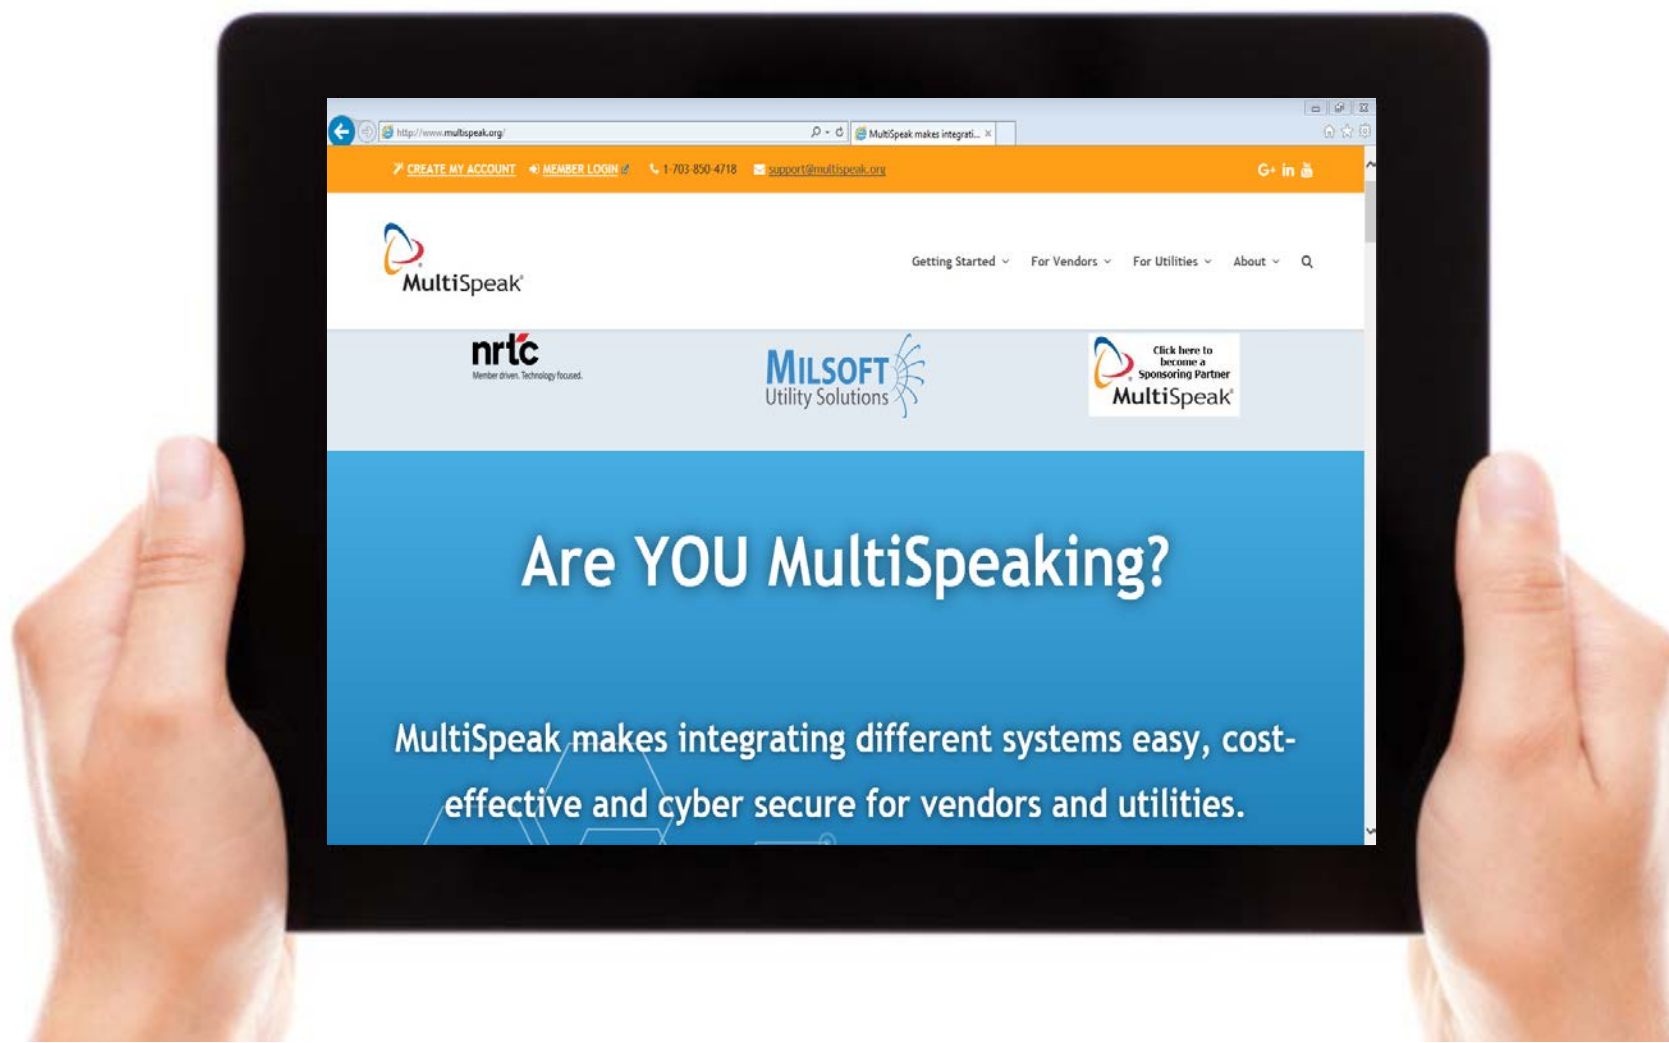 http://www.multispeak.org/
MultiSpeak makes integrati...
CREATE MY ACCOUNT MEMBER LOGIN 1-703-850-4718 support@multispeak.org
G+ in You Tube
MultiSpeak®
Getting Started For Vendors For Utilities About
nrtc
Member driven. Technology focused.
MILSOFT
Utility Solutions
Click here to
become a
Sponsoring Partner
MultiSpeak®
Are YOU MultiSpeaking?
MultiSpeak makes integrating different systems easy, cost-
effective and cyber secure for vendors and utilities.